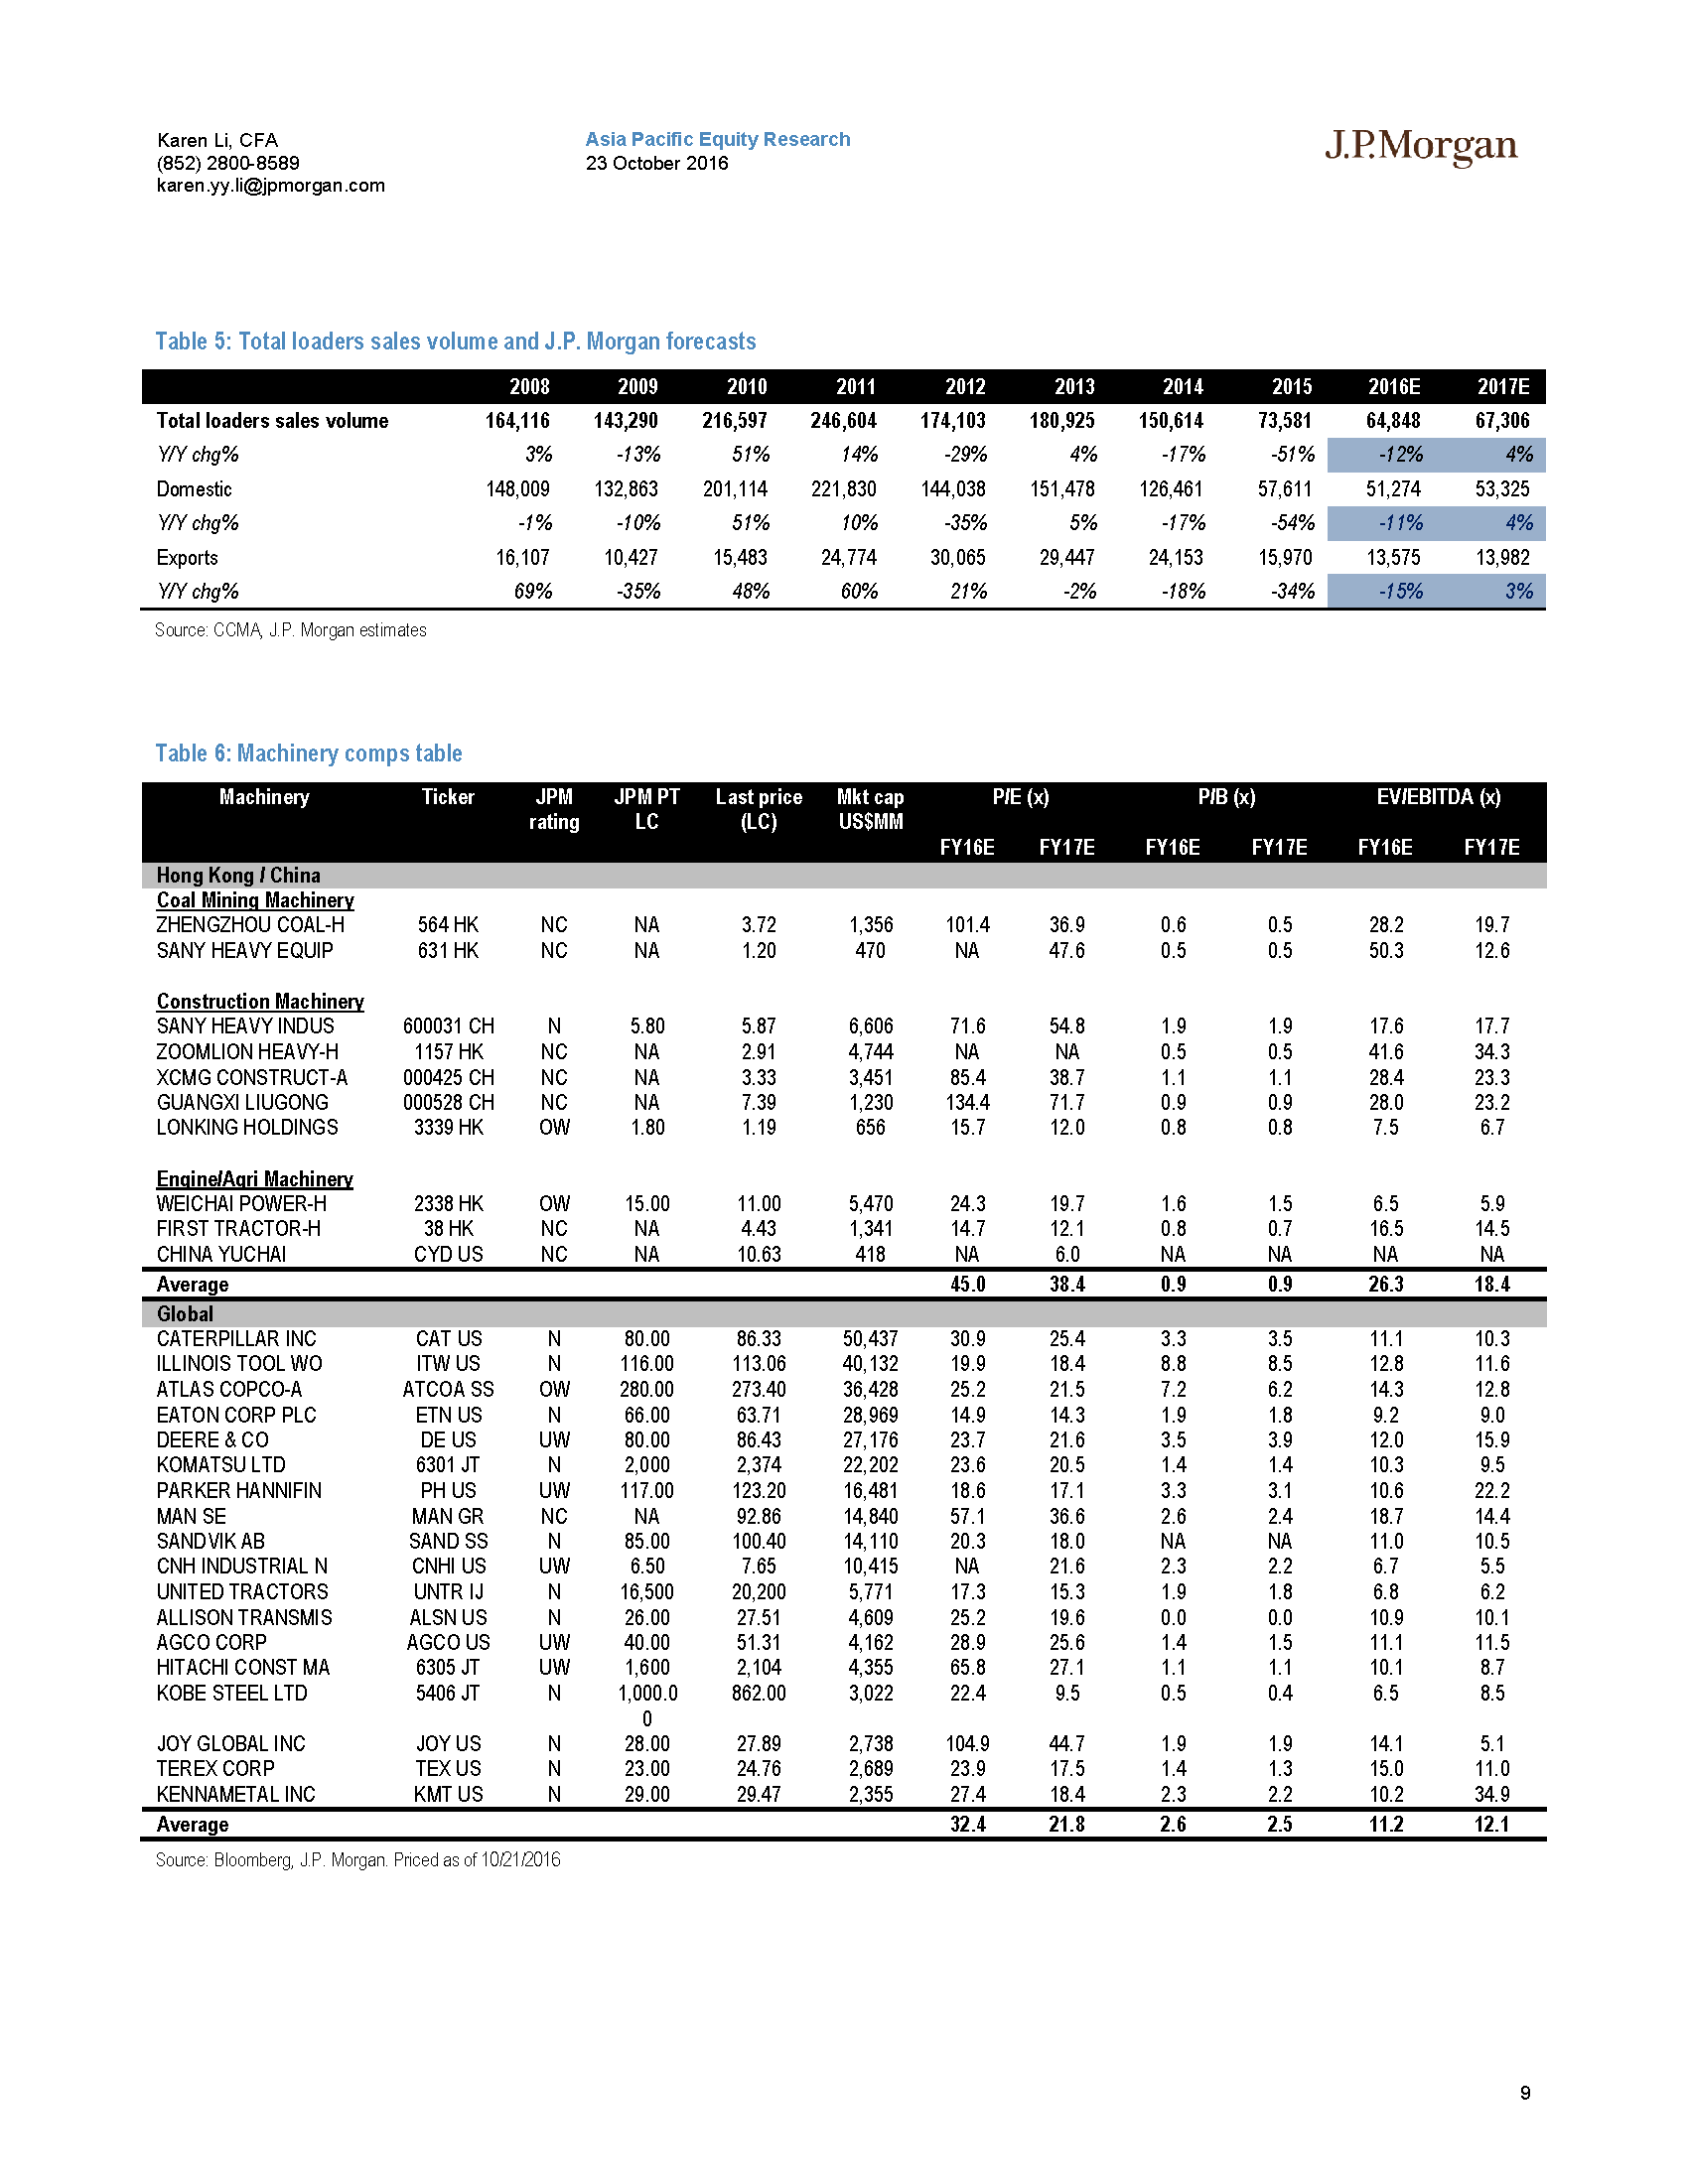 Karen Li, CFA
(852) 2800-8589
karen.yy.li@jpmorgan.com
Asia Pacific Equity Research
23 October 2016
J.P.Morgan
Table 5: Total loaders sales volume and J.P. Morgan forecasts
2008 2009 2010 2011 2012 2013 2014 2015 2016E 2017E
Total loaders sales volume 164,116 143,290 216,597 246,604 174,103 180,925 150,614 73,581 64,848 67,306
Y/Y chg% 3% -13% 51% 14% -29% 4% -17% -51% -12% 4%
Domestic 148,009 132,863 201,114 221,830 144,038 151,478 126,461 57,611 51,274 53,325
Y/Y chg% -1% -10% 51% 10% -35% 5% -17% -54% -11% 4%
Exports 16,107 10,427 15,483 24,774 30,065 29,447 24,153 15,970 13,575 13,982
Y/Y chg% 69% -35% 48% 60% 21% -2% -18% -34% -15% 3%
Source: CCMA, J.P. Morgan estimates
Table 6: Machinery comps table
Machinery Ticker JPM JPM PT Last price Mkt cap P/E (x) P/B (x) EV/EBITDA (x)
rating LC (LC) US$MM
FY16E FY17E FY16E FY17E FY16E FY17E
Hong Kong / China
Coal Mining Machinery
ZHENGZHOU COAL-H 564 HK NC NA 3.72 1,356 101.4 36.9 0.6 0.5 28.2 19.7
SANY HEAVY EQUIP 631 HK NC NA 1.20 470 NA 47.6 0.5 0.5 50.3 12.6
Construction Machinery
SANY HEAVY INDUS 600031 CH N 5.80 5.87 6,606 71.6 54.8 1.9 1.9 17.6 17.7
ZOOMLION HEAVY-H 1157 HK NC NA 2.91 4,744 NA NA 0.5 0.5 41.6 34.3
XCMG CONSTRUCT-A 000425 CH NC NA 3.33 3,451 85.4 38.7 1.1 1.1 28.4 23.3
GUANGXI LIUGONG 000528 CH NC NA 7.39 1,230 134.4 71.7 0.9 0.9 28.0 23.2
LONKING HOLDINGS 3339 HK OW 1.80 1.19 656 15.7 12.0 0.8 0.8 7.5 6.7
Engine/Agri Machinery
WEICHAI POWER-H 2338 HK OW 15.00 11.00 5,470 24.3 19.7 1.6 1.5 6.5 5.9
FIRST TRACTOR-H 38 HK NC NA 4.43 1,341 14.7 12.1 0.8 0.7 16.5 14.5
CHINA YUCHAI CYD US NC NA 10.63 418 NA 6.0 NA NA NA NA
Average 45.0 38.4 0.9 0.9 26.3 18.4
Global
CATERPILLAR INC CAT US N 80.00 86.33 50,437 30.9 25.4 3.3 3.5 11.1 10.3
ILLINOIS TOOL WO ITW US N 116.00 113.06 40,132 19.9 18.4 8.8 8.5 12.8 11.6
ATLAS COPCO-A ATCOA SS OW 280.00 273.40 36,428 25.2 21.5 7.2 6.2 14.3 12.8
EATON CORP PLC ETN US N 66.00 63.71 28,969 14.9 14.3 1.9 1.8 9.2 9.0
DEERE & CO DE US UW 80.00 86.43 27,176 23.7 21.6 3.5 3.9 12.0 15.9
KOMATSU LTD 6301 JT N 2,000 2,374 22,202 23.6 20.5 1.4 1.4 10.3 9.5
PARKER HANNIFIN PH US UW 117.00 123.20 16,481 18.6 17.1 3.3 3.1 10.6 22.2
MAN SE MAN GR NC NA 92.86 14,840 57.1 36.6 2.6 2.4 18.7 14.4
SANDVIK AB SAND SS N 85.00 100.40 14,110 20.3 18.0 NA NA 11.0 10.5
CNH INDUSTRIAL N CNHI US UW 6.50 7.65 10,415 NA 21.6 2.3 2.2 6.7 5.5
UNITED TRACTORS UNTR IJ N 16,500 20,200 5,771 17.3 15.3 1.9 1.8 6.8 6.2
ALLISON TRANSMIS ALSN US N 26.00 27.51 4,609 25.2 19.6 0.0 0.0 10.9 10.1
AGCO CORP AGCO US UW 40.00 51.31 4,162 28.9 25.6 1.4 1.5 11.1 11.5
HITACHI CONST MA 6305 JT UW 1,600 2,104 4,355 65.8 27.1 1.1 1.1 10.1 8.7
KOBE STEEL LTD 5406 JT N 1,000.0 862.00 3,022 22.4 9.5 0.5 0.4 6.5 8.5
0
JOY GLOBAL INC JOY US N 28.00 27.89 2,738 104.9 44.7 1.9 1.9 14.1 5.1
TEREX CORP TEX US N 23.00 24.76 2,689 23.9 17.5 1.4 1.3 15.0 11.0
KENNAMETAL INC KMT US N 29.00 29.47 2,355 27.4 18.4 2.3 2.2 10.2 34.9
Average 32.4 21.8 2.6 2.5 11.2 12.1
Source: Bloomberg, J.P. Morgan. Priced as of 10/21/2016
9